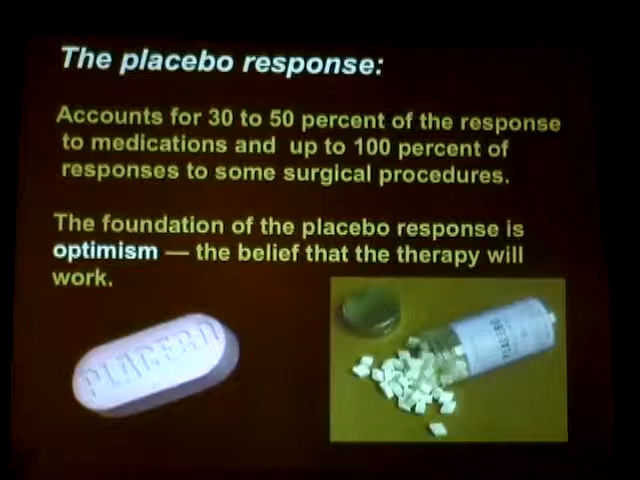 The placebo response:
Accounts for 30 to 50 percent of the response
to medications and up to 100 percent of
responses to some surgical procedures.
The foundation of the placebo response is
optimism — the belief that the therapy will
work.
PLACEBO
PLACEBO